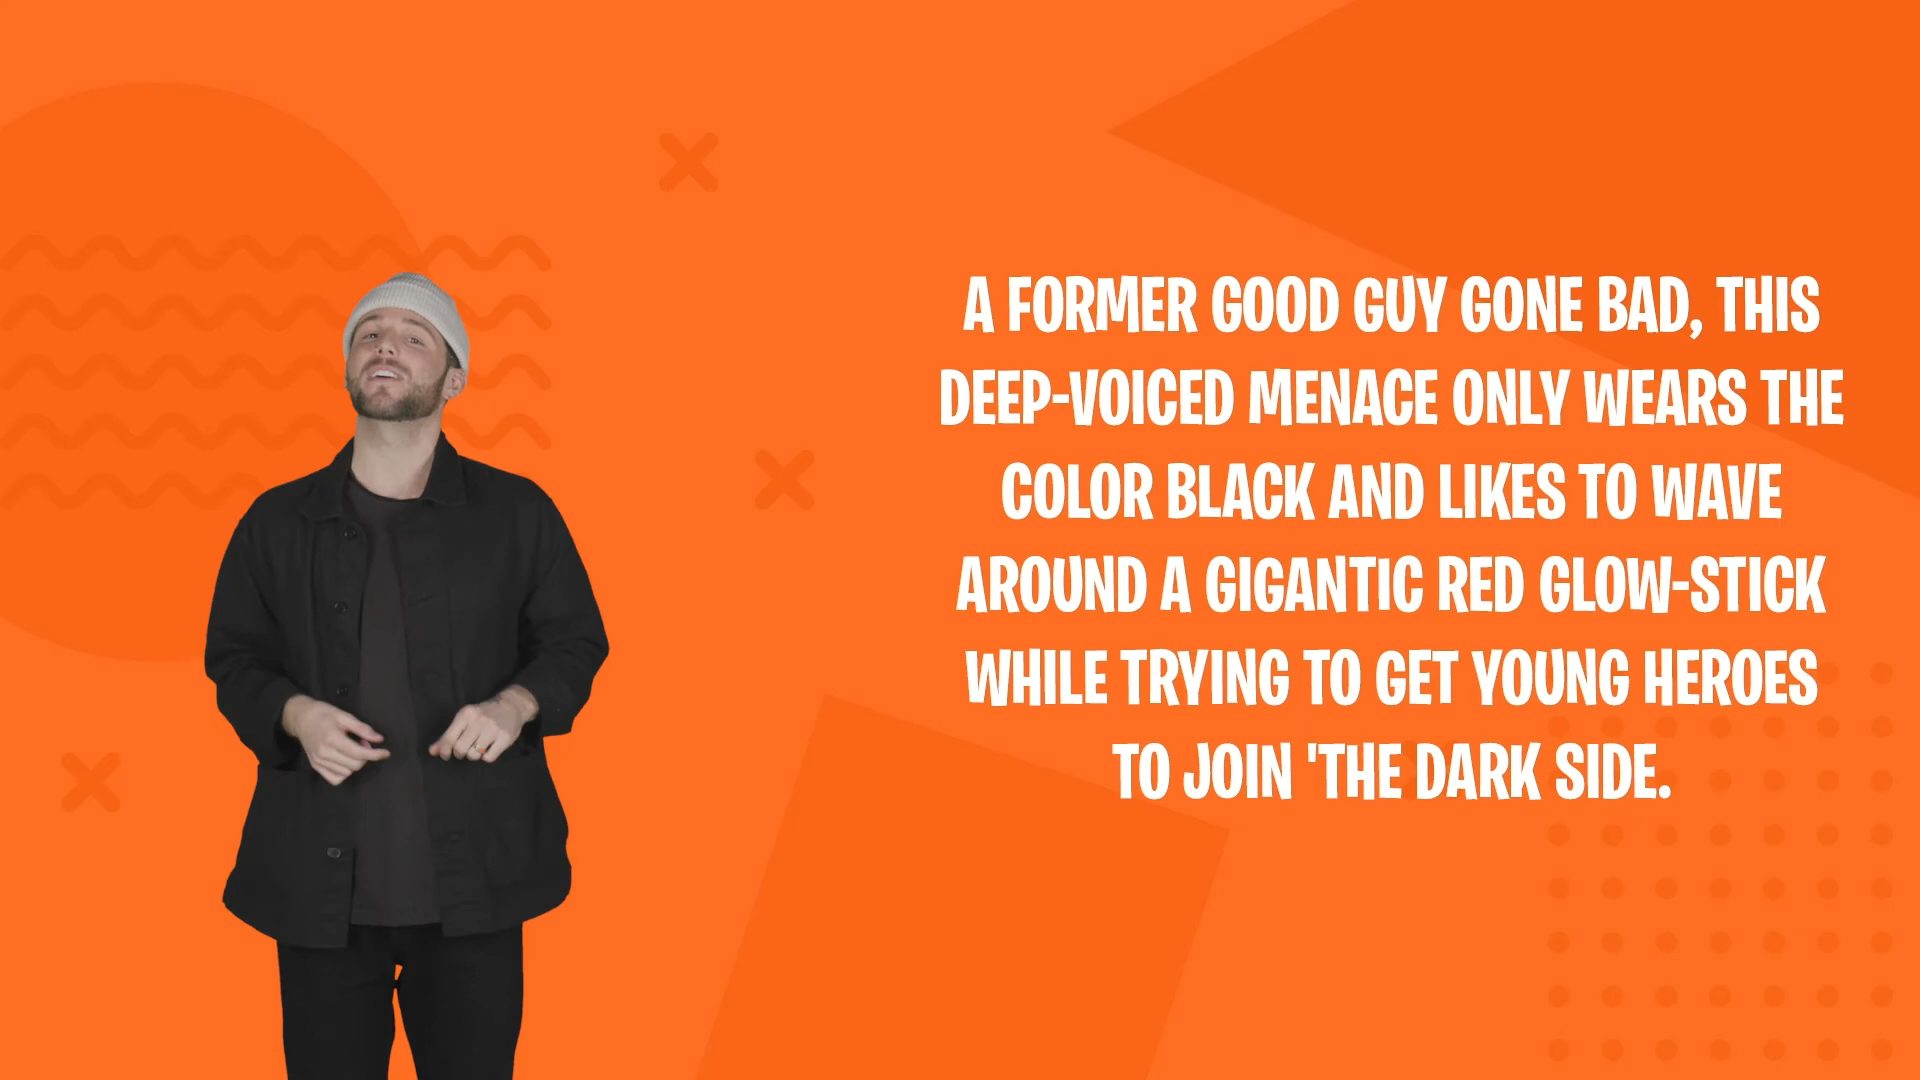 A FORMER GOOD GUY GONE BAD, THIS
DEEP-VOICED MENACE ONLY WEARS THE
COLOR BLACK AND LIKES TO WAVE
AROUND A GIGANTIC RED GLOW-STICK
WHILE TRYING TO GET YOUNG HEROES
TO JOIN 'THE DARK SIDE.